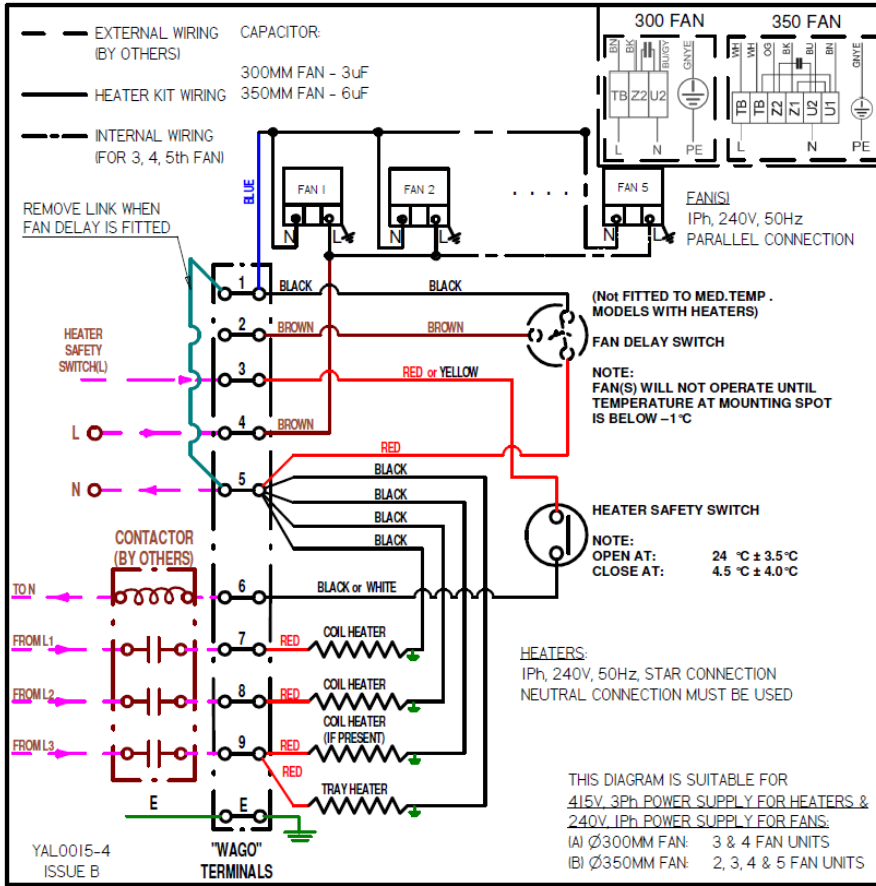 EXTERNAL WIRING
(BY OTHERS)
CAPACITOR:
300MM FAN - 3uF
350MM FAN - 6uF
HEATER KIT WIRING
INTERNAL WIRING
(FOR 3, 4, 5th FAN)
300 FAN
BN
BK
BU/GY
GNYE
TB Z2 U2
L N PE
350 FAN
WH
WH
OG
BK
BU
BN
GNYE
TB TB Z2 Z1 U2 U1
L N PE
REMOVE LINK WHEN
FAN DELAY IS FITTED
BLUE
FAN 1
N L
FAN 2
N L
. . . .
FAN 5
N L
FAN(S)
1Ph, 240V, 50Hz
PARALLEL CONNECTION
1 BLACK BLACK
2 BROWN BROWN
HEATER
SAFETY
SWITCH(L)
3 RED or YELLOW
L 4 BROWN
N 5 RED
BLACK
BLACK
BLACK
BLACK
(Not FITTED TO MED.TEMP .
MODELS WITH HEATERS)
FAN DELAY SWITCH
NOTE:
FAN(S) WILL NOT OPERATE UNTIL
TEMPERATURE AT MOUNTING SPOT
IS BELOW –1°C
HEATER SAFETY SWITCH
NOTE:
OPEN AT: 24 °C ± 3.5°C
CLOSE AT: 4.5 °C ± 4.0°C
CONTACTOR
(BY OTHERS)
TO N 6 BLACK or WHITE
FROM L1 7 RED COIL HEATER
FROM L2 8 RED COIL HEATER
COIL HEATER
(IF PRESENT)
FROM L3 9 RED
RED TRAY HEATER
E E
"WAGO"
TERMINALS
HEATERS:
1Ph, 240V, 50Hz, STAR CONNECTION
NEUTRAL CONNECTION MUST BE USED
THIS DIAGRAM IS SUITABLE FOR
415V, 3Ph POWER SUPPLY FOR HEATERS &
240V, 1Ph POWER SUPPLY FOR FANS:
(A) Ø300MM FAN: 3 & 4 FAN UNITS
(B) Ø350MM FAN: 2, 3, 4 & 5 FAN UNITS
YAL0015-4
ISSUE B